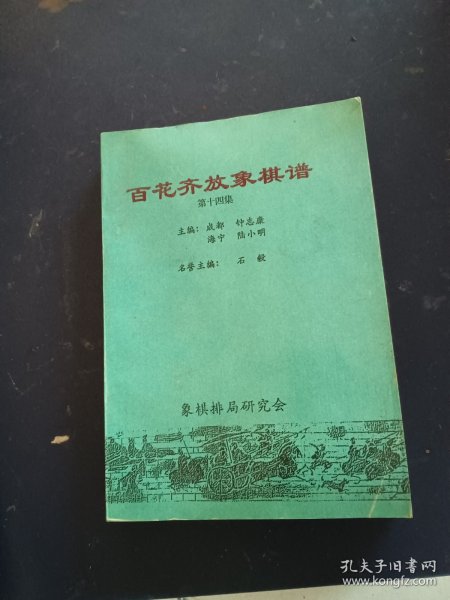 百花齐放象棋谱
第十四集
主编：成都 钟志康
海宁 陆小明
名誉主编： 石毅
象棋排局研究会
孔夫子旧书网
www.kongfz.com